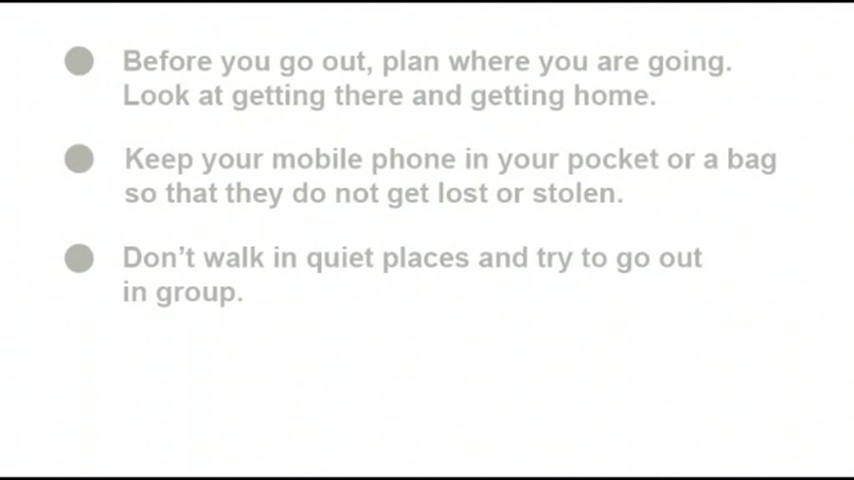 Before you go out, plan where you are going.
Look at getting there and getting home.
Keep your mobile phone in your pocket or a bag
so that they do not get lost or stolen.
Don’t walk in quiet places and try to go out
in group.